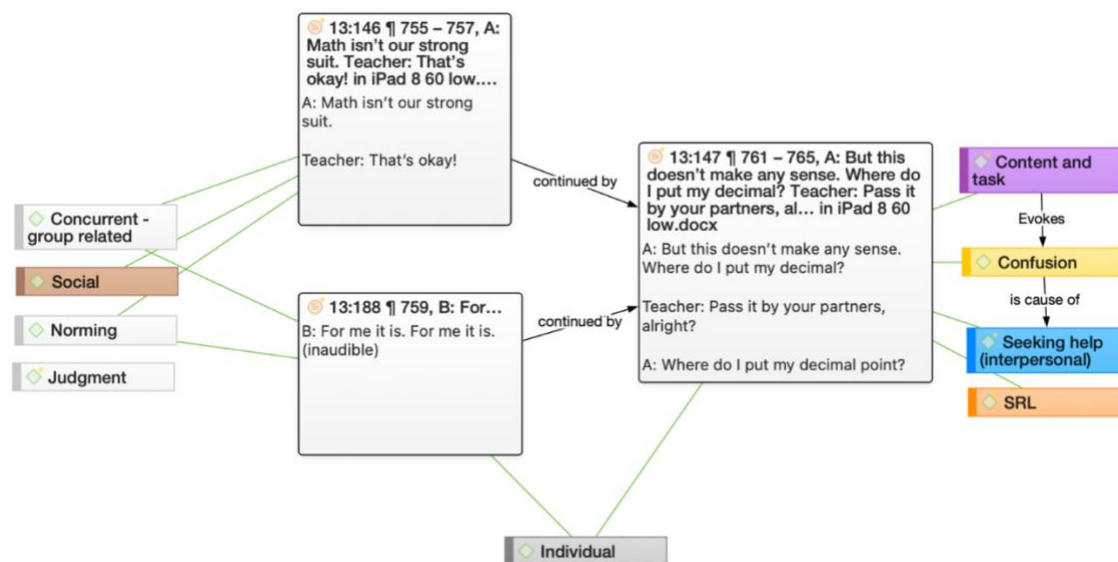 13:146 ¶ 755 – 757, A:
Math isn’t our strong
suit. Teacher: That’s
okay! in iPad 8 60 low....
A: Math isn’t our strong
suit.
Teacher: That’s okay!
continued by
13:147 ¶ 761 – 765, A: But this
doesn’t make any sense. Where do
I put my decimal? Teacher: Pass it
by your partners, al... in iPad 8 60
low.docx
A: But this doesn’t make any sense.
Where do I put my decimal?
Teacher: Pass it by your partners,
alright?
A: Where do I put my decimal point?
Content and
task
Evokes
Confusion
is cause of
Seeking help
(interpersonal)
SRL
Concurrent -
group related
Social
Norming
Judgment
13:188 ¶ 759, B: For...
B: For me it is. For me it is.
(inaudible)
continued by
Individual